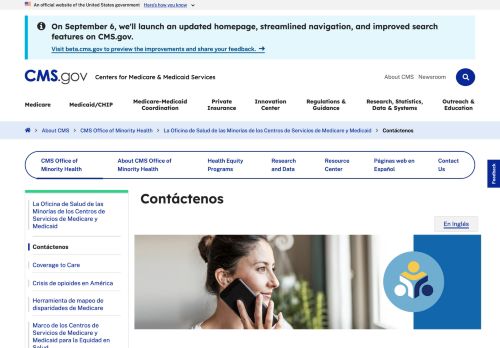 An official website of the United States government Here's how you know
On September 6, we'll launch an updated homepage, streamlined navigation, and improved search
features on CMS.gov.
Visit beta.cms.gov to preview the improvements and share your feedback.
CMS.gov Centers for Medicare & Medicaid Services
About CMS Newsroom
Medicare
Medicaid/CHIP
Medicare-Medicaid
Coordination
Private
Insurance
Innovation
Center
Regulations &
Guidance
Research, Statistics,
Data & Systems
Outreach &
Education
> About CMS > CMS Office of Minority Health > La Oficina de Salud de las Minorías de los Centros de Servicios de Medicare y Medicaid > Contáctenos
Feedback
CMS Office of
Minority Health
About CMS Office of
Minority Health
Health Equity
Programs
Research
and Data
Resource
Center
Páginas web en
Español
Contact
Us
La Oficina de Salud de las
Minorías de los Centros de
Servicios de Medicare y
Medicaid
Contáctenos
Coverage to Care
Crisis de opioides en América
Herramienta de mapeo de
disparidades de Medicare
Marco de los Centros de
Servicios de Medicare y
Medicaid para la Equidad en
Salud
Contáctenos
En inglés